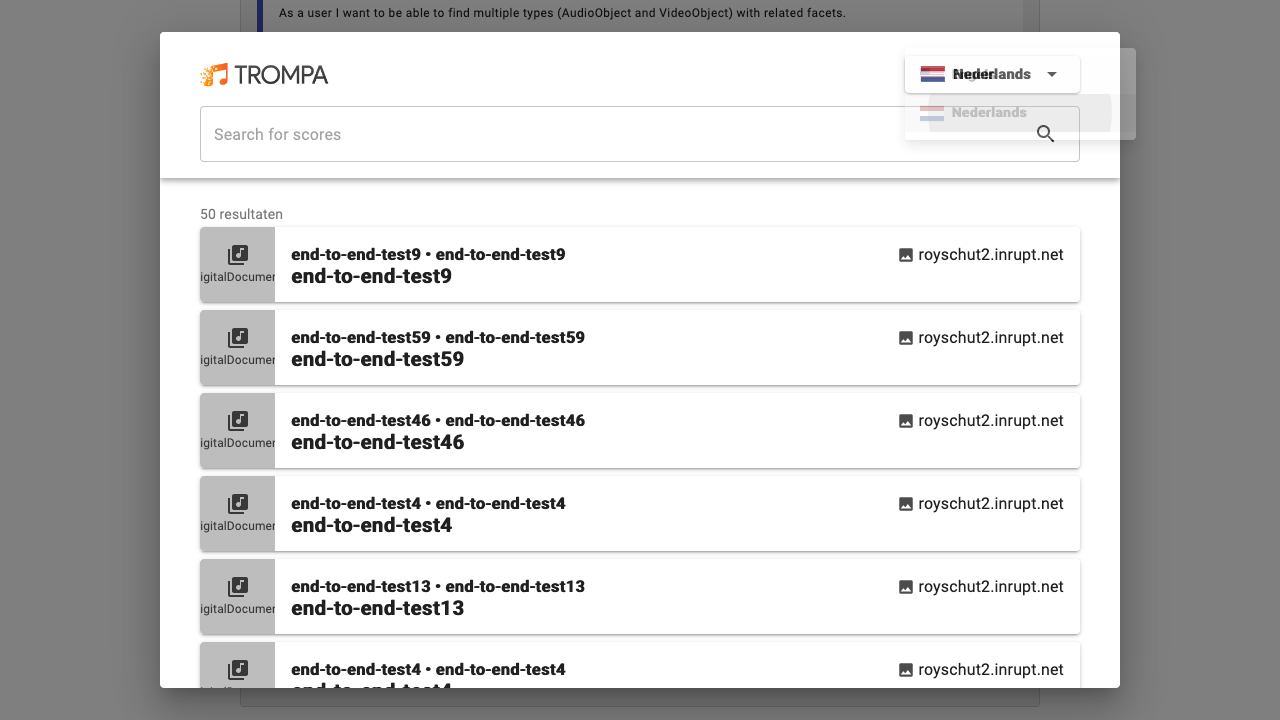 As a user I want to be able to find multiple types (AudioObject and VideoObject) with related facets.
TROMPA
Nederlands
Nederlands
Search for scores
50 resultaten
igitalDocumen
end-to-end-test9 • end-to-end-test9
end-to-end-test9
royschut2.inrupt.net
igitalDocumen
end-to-end-test59 • end-to-end-test59
end-to-end-test59
royschut2.inrupt.net
igitalDocumen
end-to-end-test46 • end-to-end-test46
end-to-end-test46
royschut2.inrupt.net
igitalDocumen
end-to-end-test4 • end-to-end-test4
end-to-end-test4
royschut2.inrupt.net
igitalDocumen
end-to-end-test13 • end-to-end-test13
end-to-end-test13
royschut2.inrupt.net
end-to-end-test4 • end-to-end-test4
end-to-end-test4
royschut2.inrupt.net